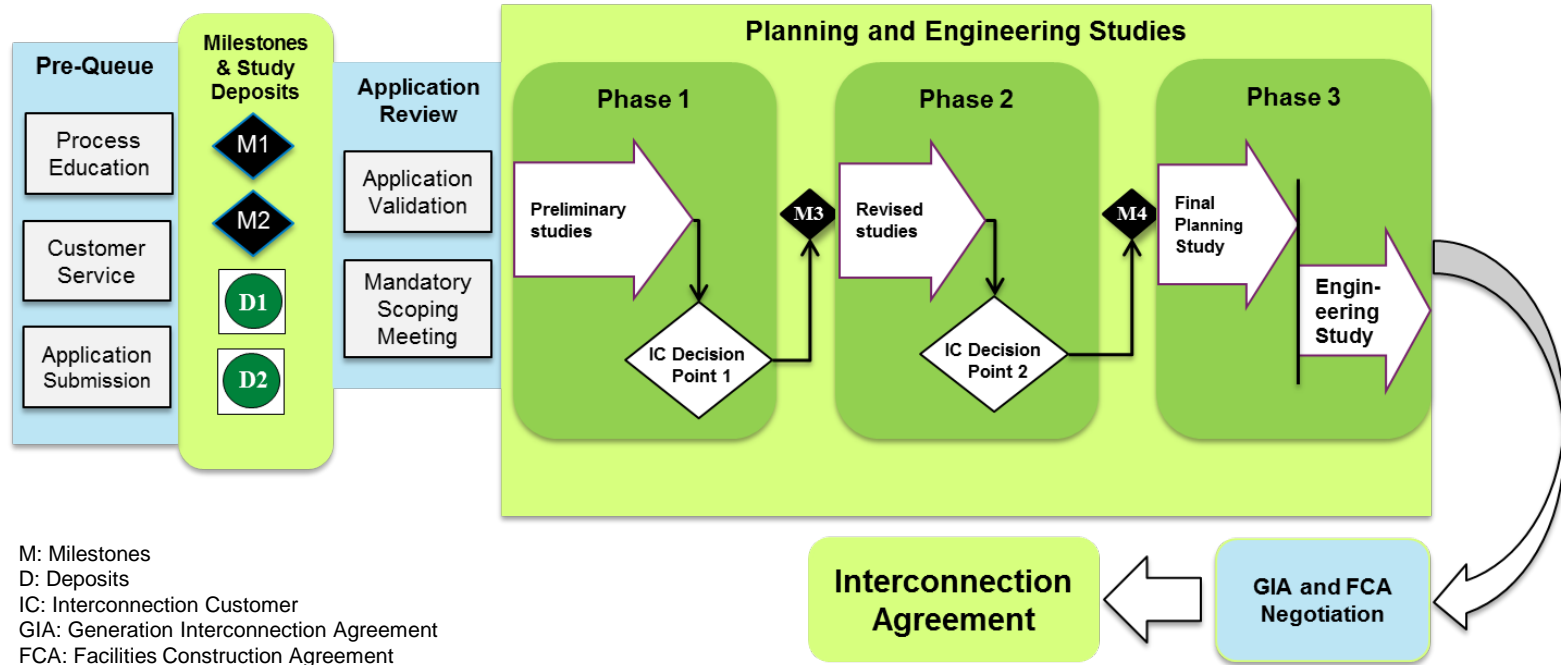 Pre-Queue
Process
Education
Customer
Service
Application
Submission
Milestones
& Study
Deposits
M1
M2
D1
D2
Application
Review
Application
Validation
Mandatory
Scoping
Meeting
Planning and Engineering Studies
Phase 1
Preliminary
studies
IC Decision
Point 1
M3
Phase 2
Revised
studies
IC Decision
Point 2
M4
Phase 3
Final
Planning
Study
Engin-
eering
Study
GIA and FCA
Negotiation
Interconnection
Agreement
M: Milestones
D: Deposits
IC: Interconnection Customer
GIA: Generation Interconnection Agreement
FCA: Facilities Construction Agreement